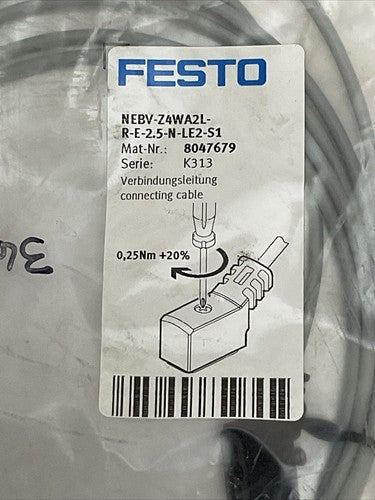 FESTO
NEBV-Z4WA2L-
R-E-2.5-N-LE2-S1
Mat-Nr.: 8047679
Serie: K313
Verbindungsleitung
connecting cable
0,25Nm +20%